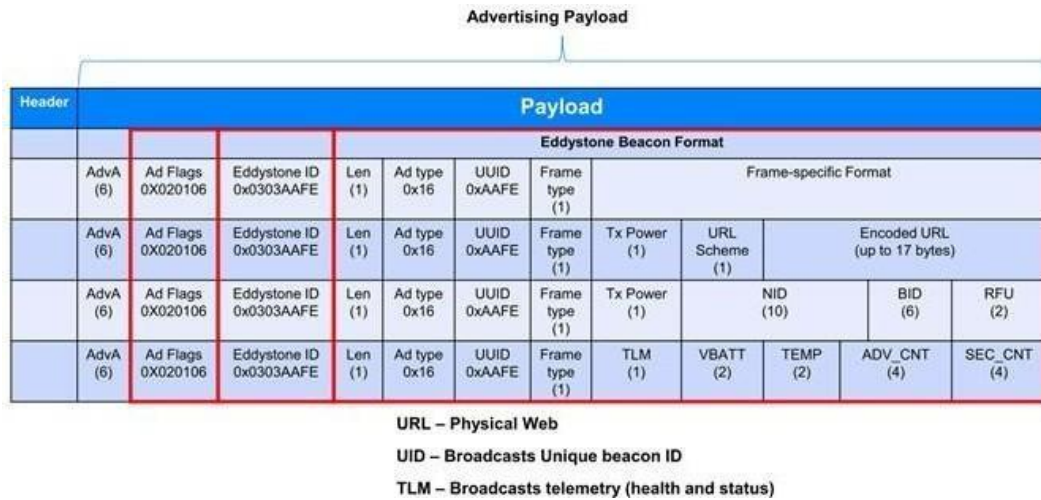 Advertising Payload
Header Payload
Eddystone Beacon Format
AdvA (6) Ad Flags 0X020106 Eddystone ID 0x0303AAFE Len (1) Ad type 0x16 UUID 0xAAFE Frame type (1) Frame-specific Format
AdvA (6) Ad Flags 0X020106 Eddystone ID 0x0303AAFE Len (1) Ad type 0x16 UUID 0xAAFE Frame type (1) Tx Power (1) URL Scheme (1) Encoded URL (up to 17 bytes)
AdvA (6) Ad Flags 0X020106 Eddystone ID 0x0303AAFE Len (1) Ad type 0x16 UUID 0xAAFE Frame type (1) Tx Power (1) NID (10) BID (6) RFU (2)
AdvA (6) Ad Flags 0X020106 Eddystone ID 0x0303AAFE Len (1) Ad type 0x16 UUID 0xAAFE Frame type (1) TLM (1) VBATT (2) TEMP (2) ADV_CNT (4) SEC_CNT (4)
URL – Physical Web
UID – Broadcasts Unique beacon ID
TLM – Broadcasts telemetry (health and status)